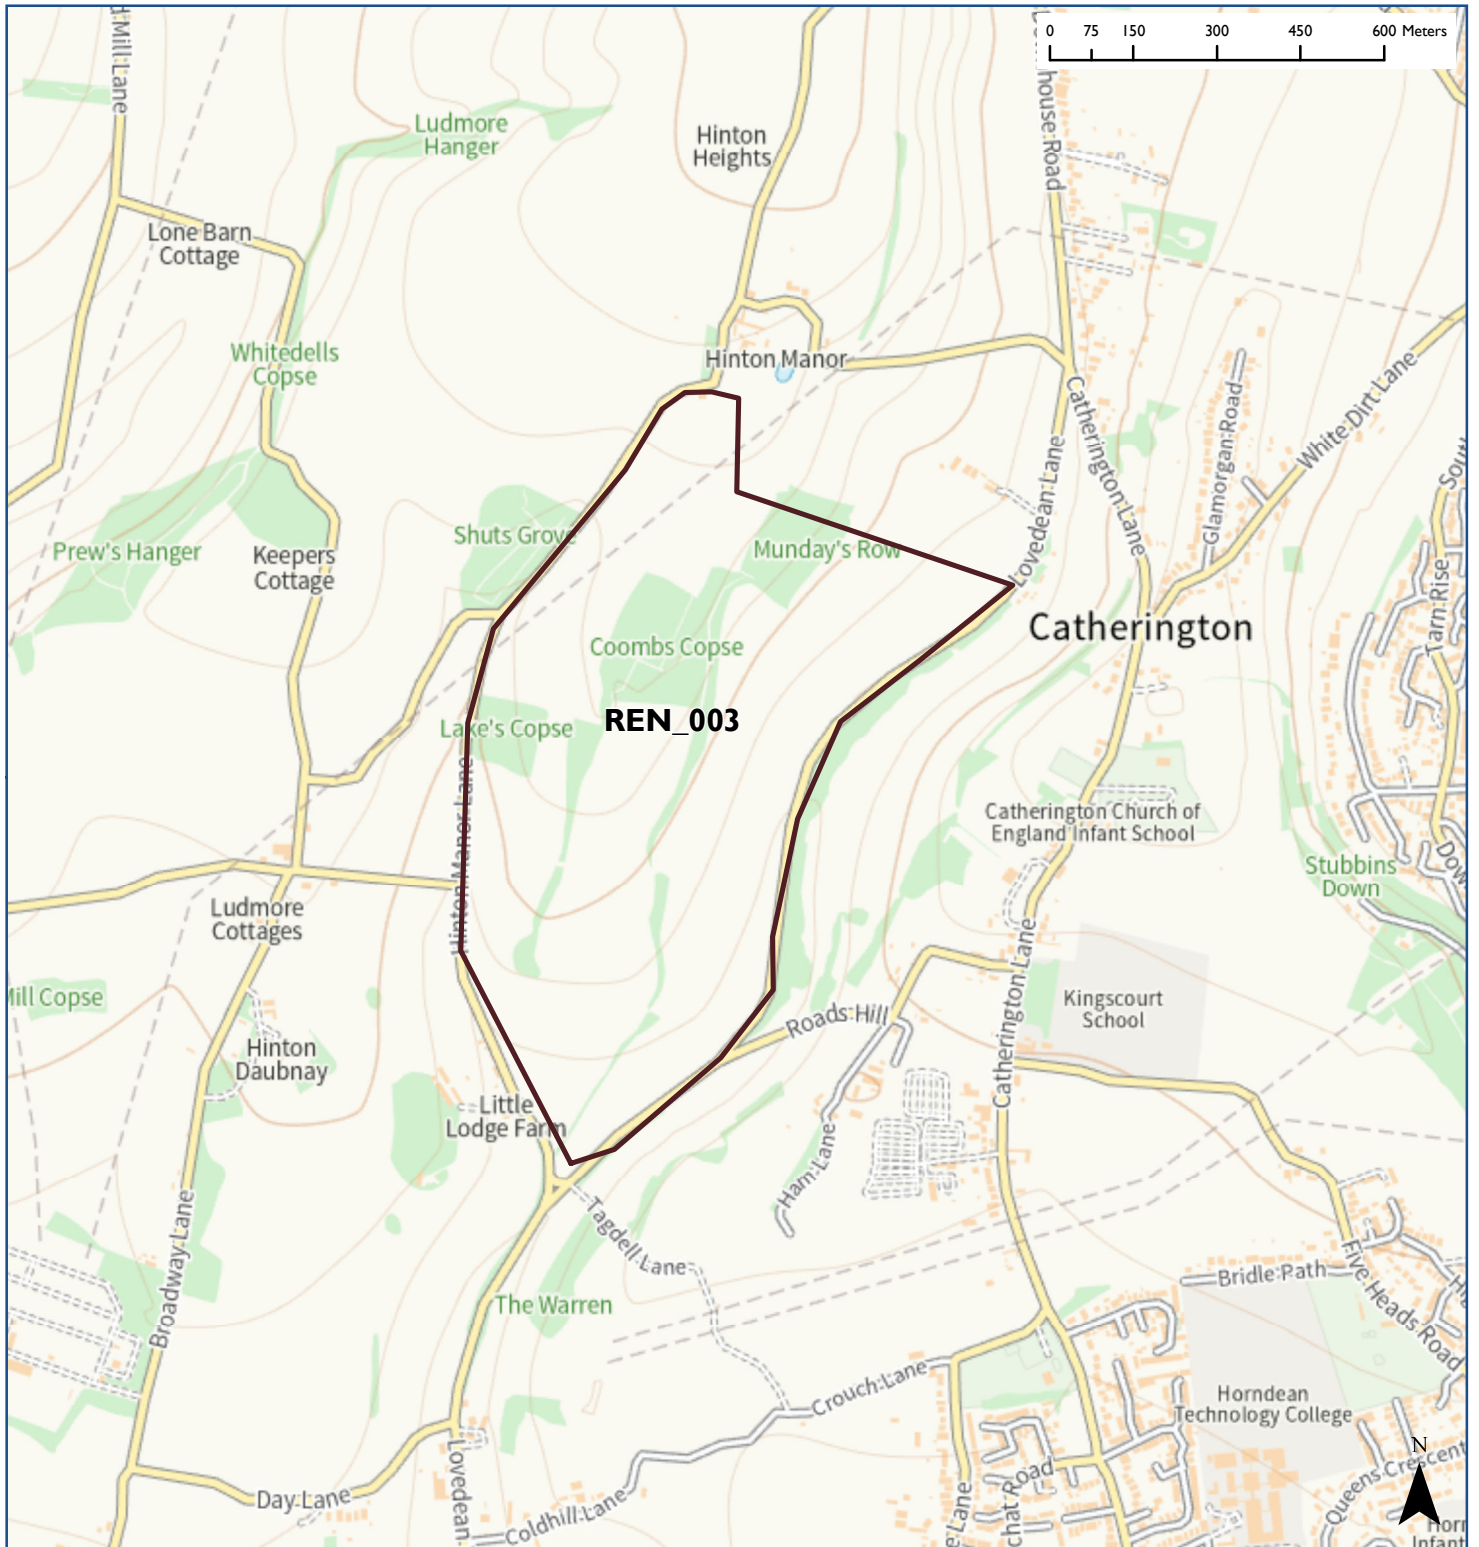 0 75 150 300 450 600 Meters
Mill Lane
house Road
Ludmore
Hanger
Hinton
Heights
Lone Barn
Cottage
Whitedells
Copse
Hinton Manor
Catherington Lane
Glamorgan Road
White Dirt Lane
Lovedean Lane
Shuts Grove
Prew's Hanger
Keepers
Cottage
Munday's Row
Catherington
Tarn Rise
Coombs Copse
REN_003
Lake's Copse
Hinton Manor Lane
Catherington Church of
England Infant School
Stubbins
Down
Ludmore
Cottages
Mill Copse
Kingscourt
School
Roads Hill
Catherington Lane
Hinton
Daubnay
Little
Lodge Farm
Ham Lane
Broadway Lane
Tagdell Lane
Bridle Path
Five Heads Road
The Warren
Crouch Lane
Horndean
Technology College
N
Queens Crescent
Day Lane
Lovedean
Coldhill Lane
e Lane
chat Road
Horn
Infant